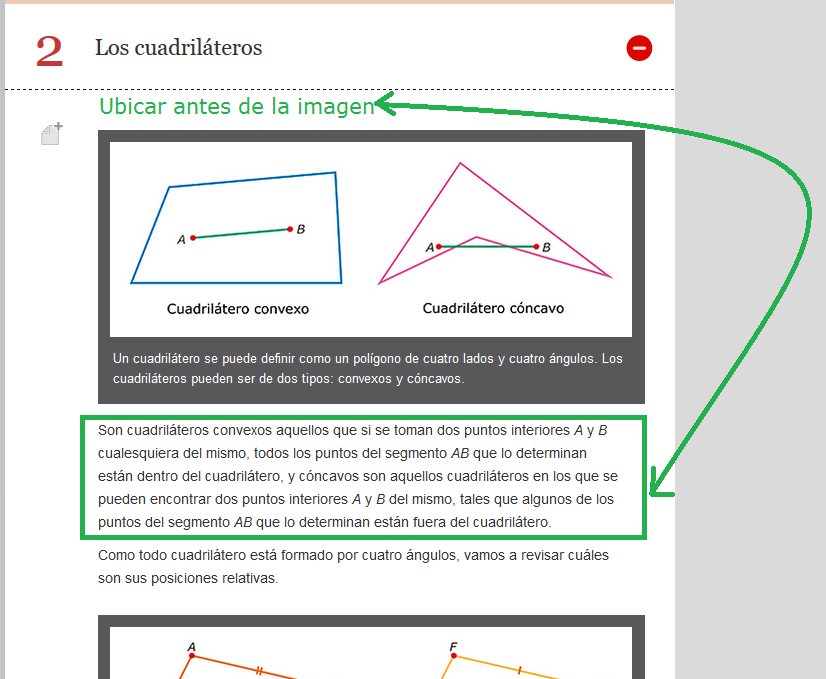 2 Los cuadriláteros
Ubicar antes de la imagen
A B
A B
Cuadrilátero convexo
Cuadrilátero cóncavo
Un cuadrilátero se puede definir como un polígono de cuatro lados y cuatro ángulos. Los
cuadriláteros pueden ser de dos tipos: convexos y cóncavos.
Son cuadriláteros convexos aquellos que si se toman dos puntos interiores A y B
cualesquiera del mismo, todos los puntos del segmento AB que lo determinan
están dentro del cuadrilátero, y cóncavos son aquellos cuadriláteros en los que se
pueden encontrar dos puntos interiores A y B del mismo, tales que algunos de los
puntos del segmento AB que lo determinan están fuera del cuadrilátero.
Como todo cuadrilátero está formado por cuatro ángulos, vamos a revisar cuáles
son sus posiciones relativas.
A
F